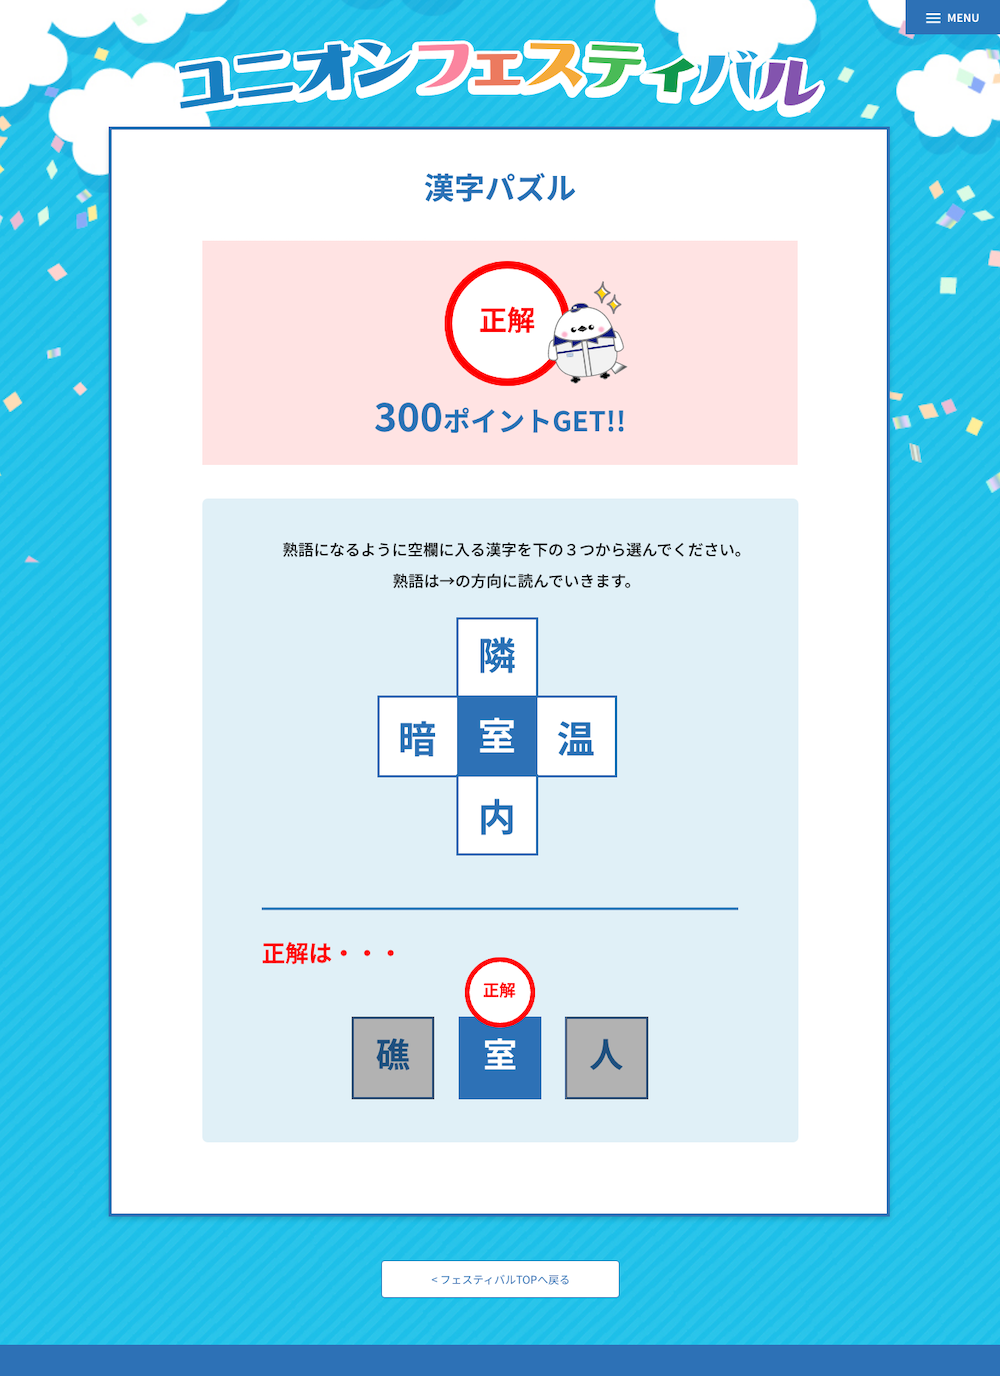 MENU
ユニオンフェスティバル
漢字パズル
正解
300ポイントGET!!
熟語になるように空欄に入る漢字を下の３つから選んでください。
熟語は→の方向に読んでいきます。
隣
暗 室 温
内
正解は・・・
正解
礁 室 人
< フェスティバルTOPへ戻る